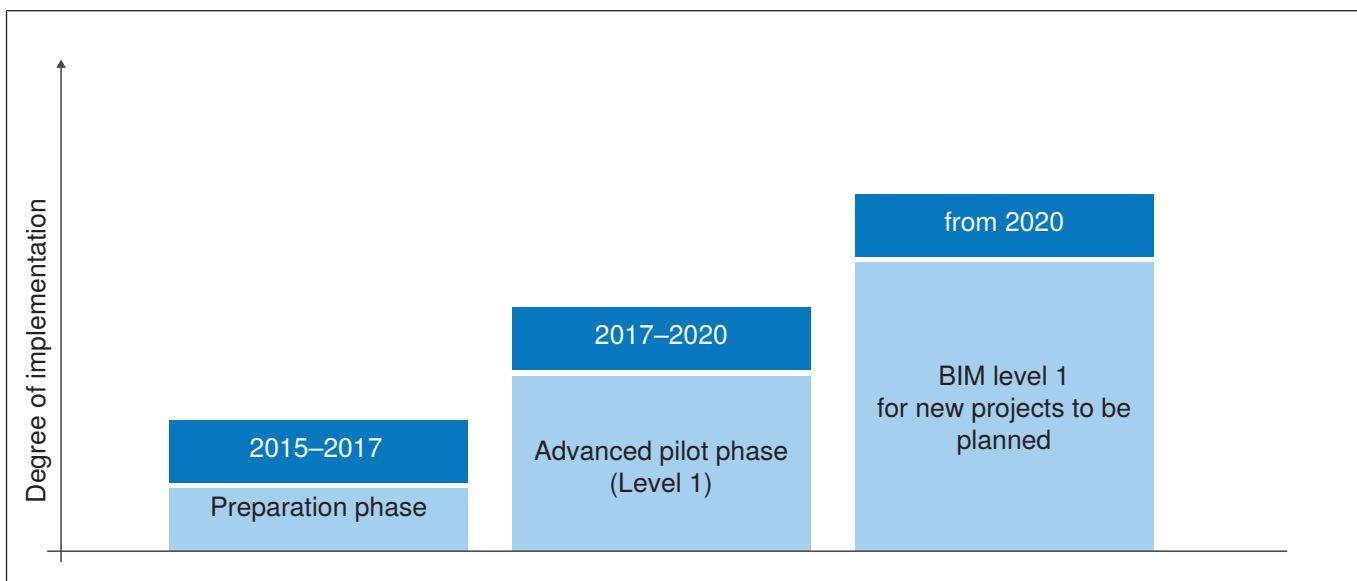 Degree of implementation
2015–2017
Preparation phase
2017–2020
Advanced pilot phase
(Level 1)
from 2020
BIM level 1
for new projects to be
planned